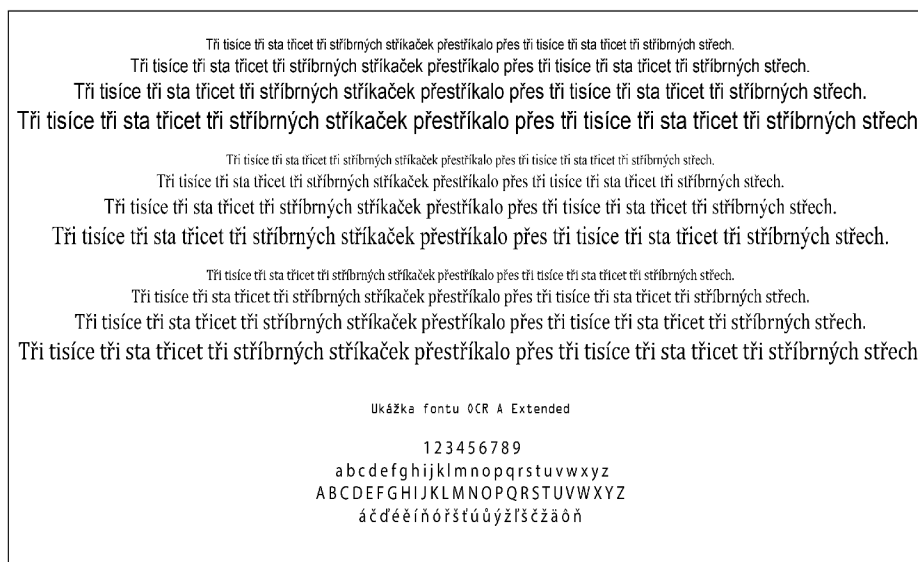 Tři tisíce tři sta třicet tři stříbrných stříkaček přestříkalo přes tři tisíce tři sta třicet tři stříbrných střech.
Tři tisíce tři sta třicet tři stříbrných stříkaček přestříkalo přes tři tisíce tři sta třicet tři stříbrných střech.
Tři tisíce tři sta třicet tři stříbrných stříkaček přestříkalo přes tři tisíce tři sta třicet tři stříbrných střech.
Tři tisíce tři sta třicet tři stříbrných stříkaček přestříkalo přes tři tisíce tři sta třicet tři stříbrných střech
Tři tisíce tři sta třicet tři stříbrných stříkaček přestříkalo přes tři tisíce tři sta třicet tři stříbrných střech.
Tři tisíce tři sta třicet tři stříbrných stříkaček přestříkalo přes tři tisíce tři sta třicet tři stříbrných střech.
Tři tisíce tři sta třicet tři stříbrných stříkaček přestříkalo přes tři tisíce tři sta třicet tři stříbrných střech.
Tři tisíce tři sta třicet tři stříbrných stříkaček přestříkalo přes tři tisíce tři sta třicet tři stříbrných střech.
Tři tisíce tři sta třicet tři stříbrných stříkaček přestříkalo přes tři tisíce tři sta třicet tři stříbrných střech.
Tři tisíce tři sta třicet tři stříbrných stříkaček přestříkalo přes tři tisíce tři sta třicet tři stříbrných střech.
Tři tisíce tři sta třicet tři stříbrných stříkaček přestříkalo přes tři tisíce tři sta třicet tři stříbrných střech.
Tři tisíce tři sta třicet tři stříbrných stříkaček přestříkalo přes tři tisíce tři sta třicet tři stříbrných střech
Ukážka fontu OCR A Extended
123456789
abcdefghijklmnopqrstuvwxyz
ABCDEFGHIJKLMNOPQRSTUVWXYZ
áčďéěíňóřšťúůýžľščžäôň